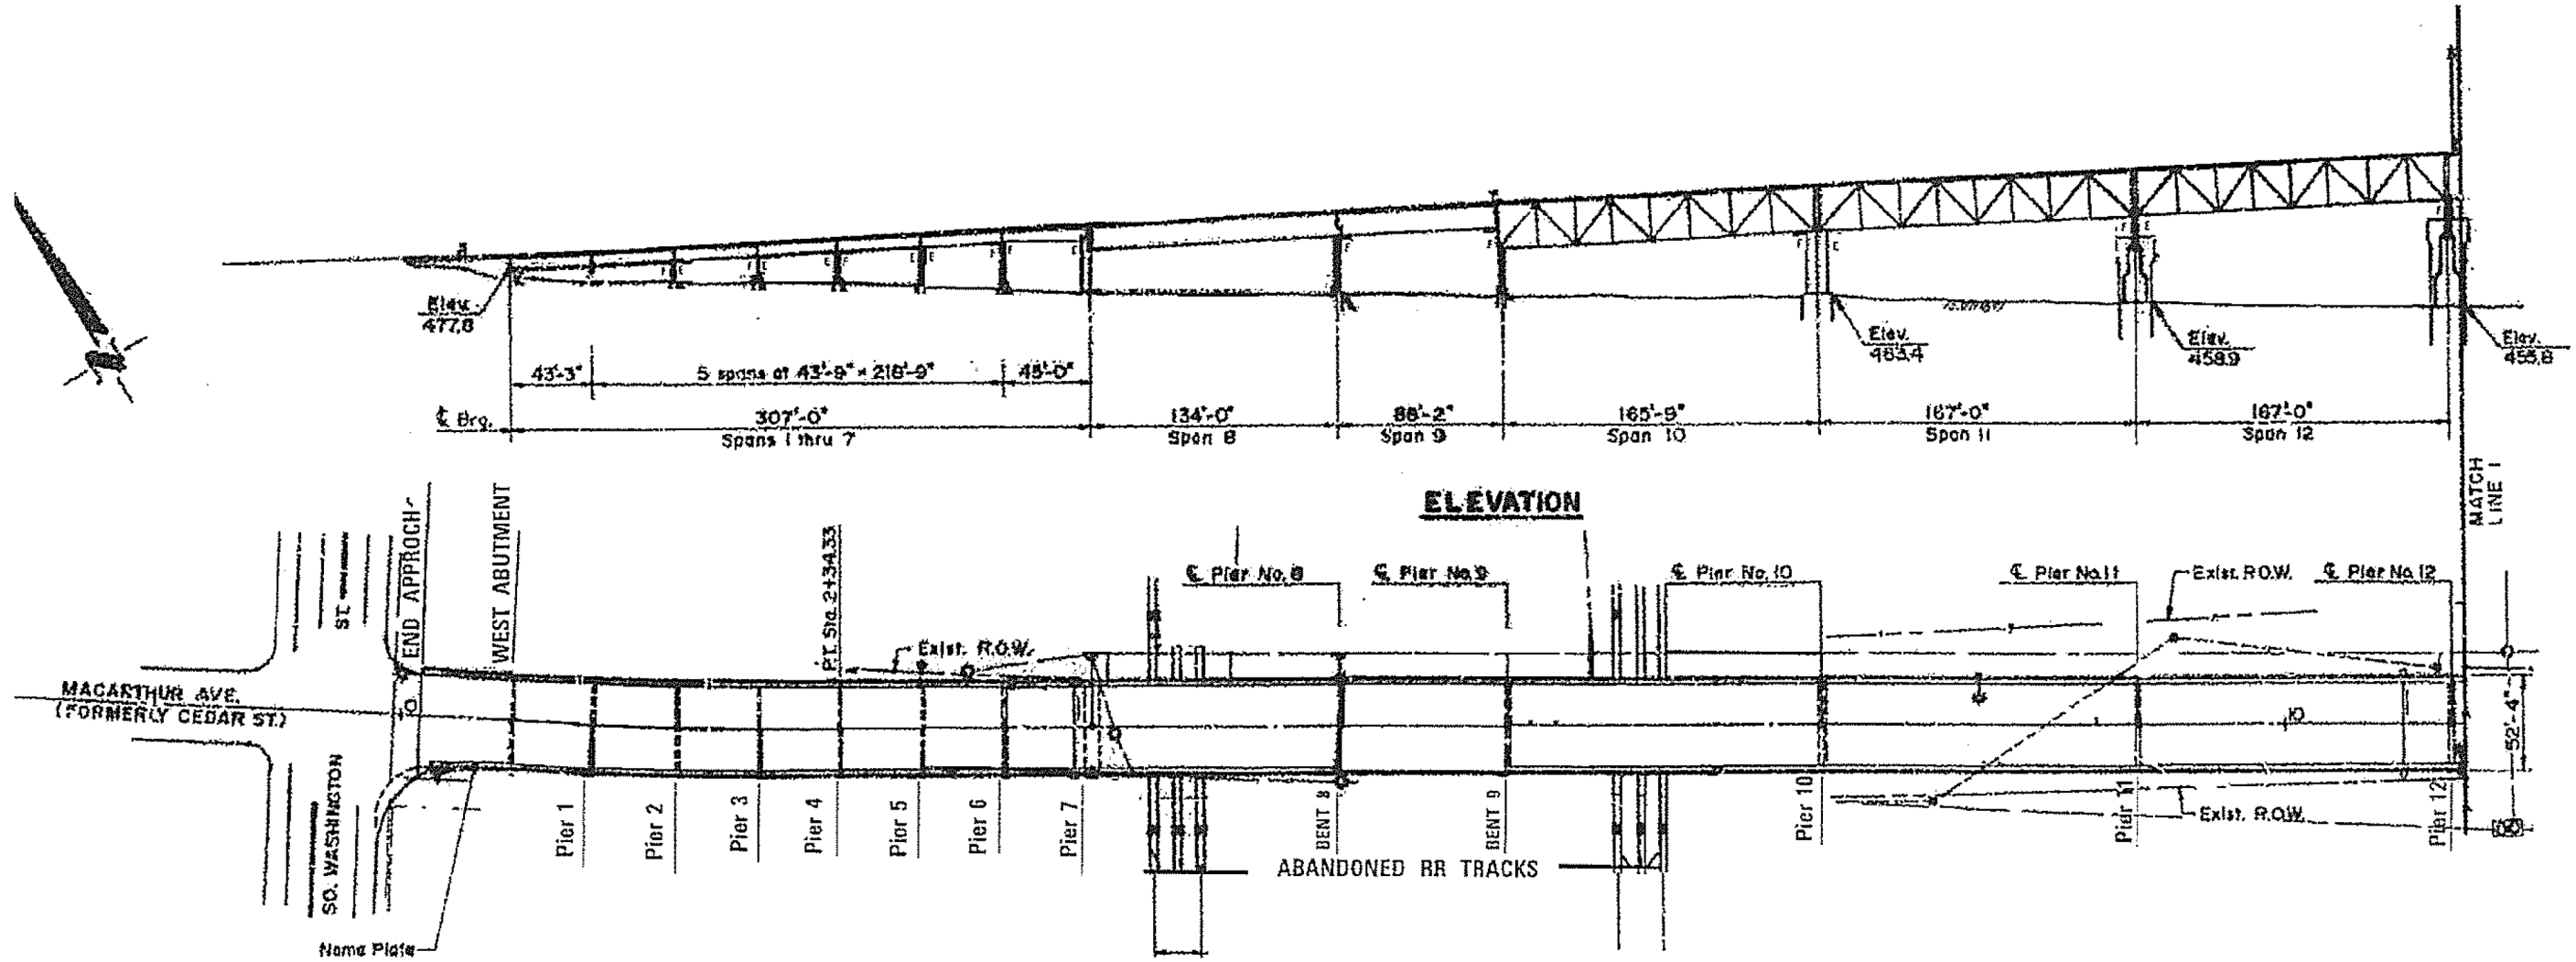 Elev.
477.8
Elev.
463.4
Elev.
458.9
Elev.
455.8
43'-3"
5 spans at 43'-9" = 218'-9"
45'-0"
℄ Brg.
307'-0"
Spans 1 thru 7
134'-0"
Span 8
88'-2"
Span 9
165'-9"
Span 10
167'-0"
Span 11
167'-0"
Span 12
MATCH
LINE 1
ELEVATION
ST.
END APPROCH
WEST ABUTMENT
P.T. Sta. 2+34.33
℄ Pier No. 8
℄ Pier No. 9
℄ Pier No. 10
℄ Pier No. 11
Exist. R.O.W.
℄ Pier No. 12
Exist. R.O.W.
MACARTHUR AVE.
(FORMERLY CEDAR ST.)
10
52'-4"
SO. WASHINGTON
Pier 1
Pier 2
Pier 3
Pier 4
Pier 5
Pier 6
Pier 7
BENT 8
BENT 9
Pier 10
Pier 11
Pier 12
Exist. R.O.W.
ABANDONED RR TRACKS
Name Plate